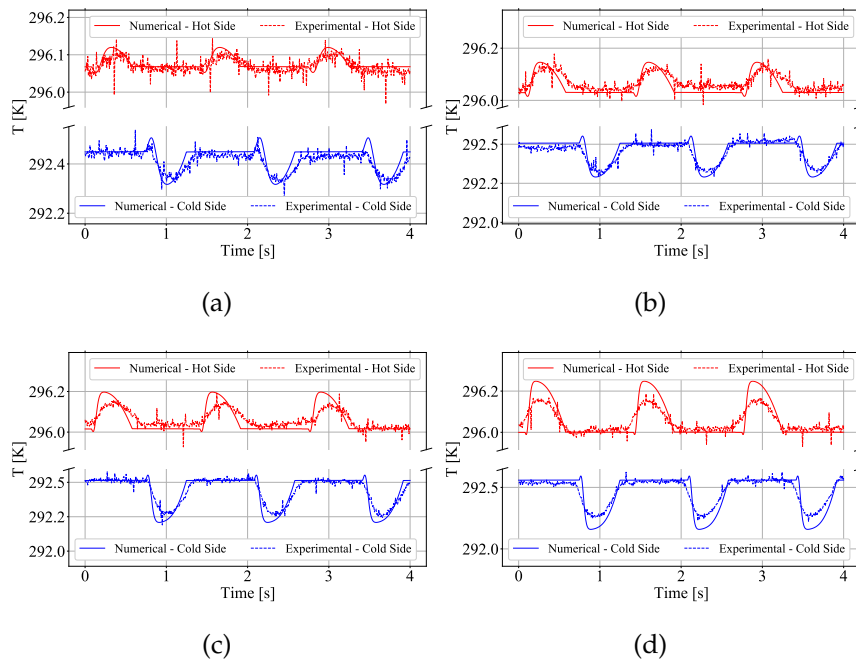 Numerical - Hot Side Experimental - Hot Side
296.2
296.1
296.0
T [K]
292.4
292.2
Numerical - Cold Side Experimental - Cold Side
0 1 2 3 4
Time [s]
(a)
Numerical - Hot Side Experimental - Hot Side
296.2
296.0
T [K]
292.5
292.2
292.0
Numerical - Cold Side Experimental - Cold Side
0 1 2 3 4
Time [s]
(b)
Numerical - Hot Side Experimental - Hot Side
296.2
296.0
T [K]
292.5
292.2
292.0
Numerical - Cold Side Experimental - Cold Side
0 1 2 3 4
Time [s]
(c)
Numerical - Hot Side Experimental - Hot Side
296.2
296.0
T [K]
292.5
292.0
Numerical - Cold Side Experimental - Cold Side
0 1 2 3 4
Time [s]
(d)